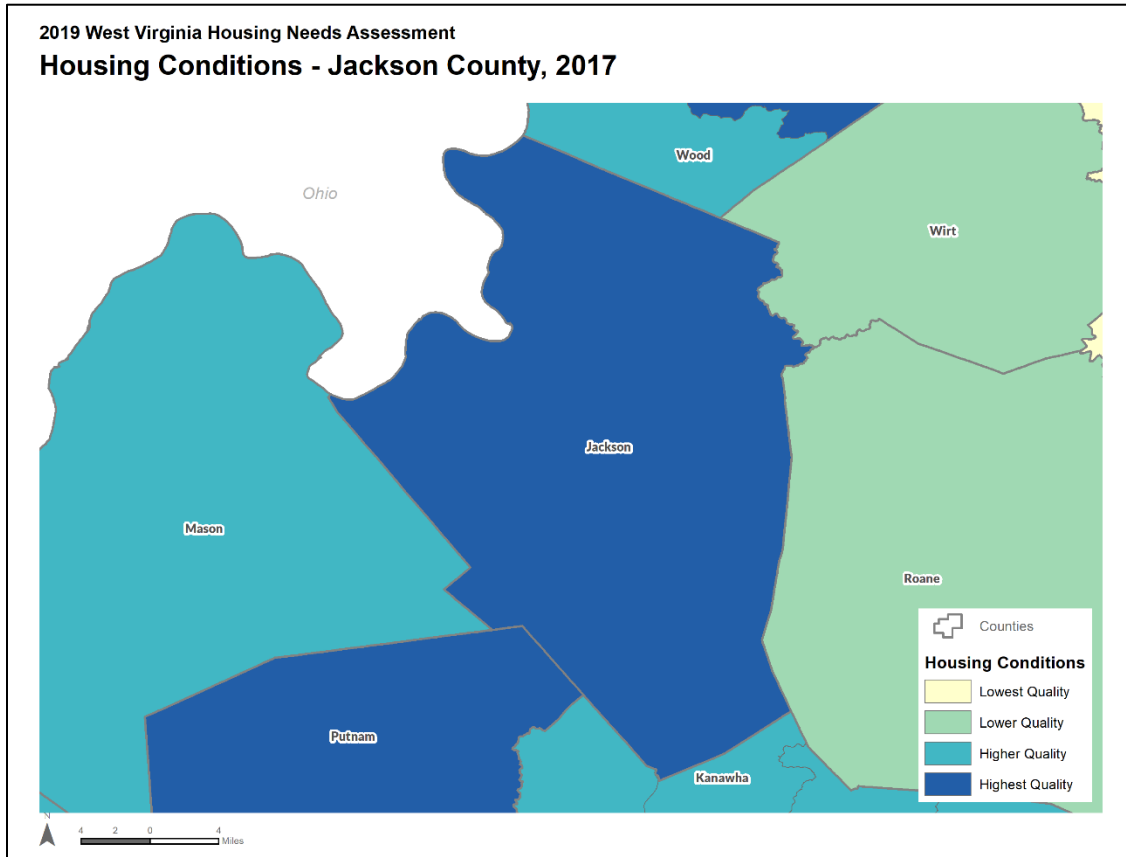 2019 West Virginia Housing Needs Assessment
Housing Conditions - Jackson County, 2017
Ohio
Wood
Wirt
Jackson
Mason
Roane
Putnam
Kanawha
Counties
Housing Conditions
Lowest Quality
Lower Quality
Higher Quality
Highest Quality
N
4 2 0 4
Miles